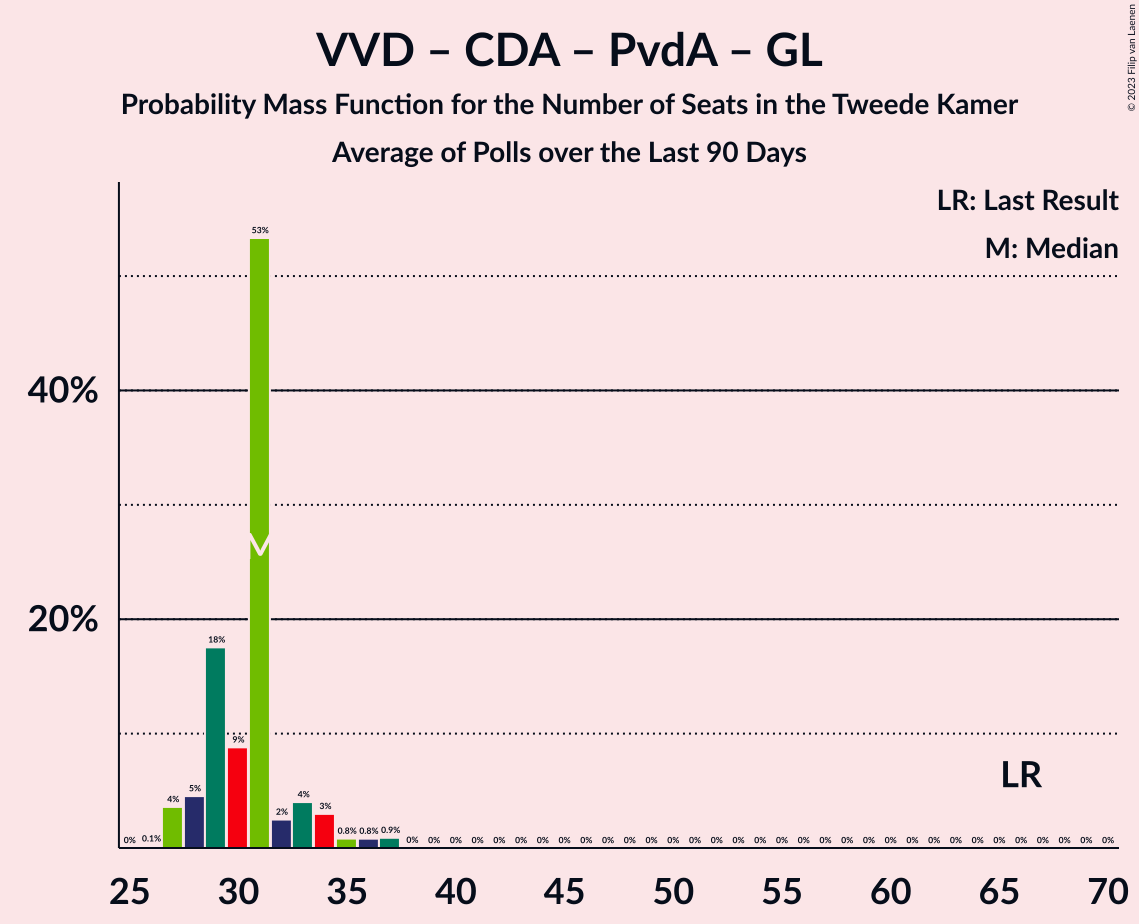 VVD – CDA – PvdA – GL
Probability Mass Function for the Number of Seats in the Tweede Kamer
Average of Polls over the Last 90 Days
© 2023 Filip van Laenen
LR: Last Result
M: Median
40%
20%
0% 0.1% 4% 5% 18% 9% 53% 2% 4% 3% 0.8% 0.8% 0.9% 0% 0% 0% 0% 0% 0% 0% 0% 0% 0% 0% 0% 0% 0% 0% 0% 0% 0% 0% 0% 0% 0% 0% 0% 0% 0% 0% 0% 0% 0% 0% 0% 0%
M
LR
25 30 35 40 45 50 55 60 65 70